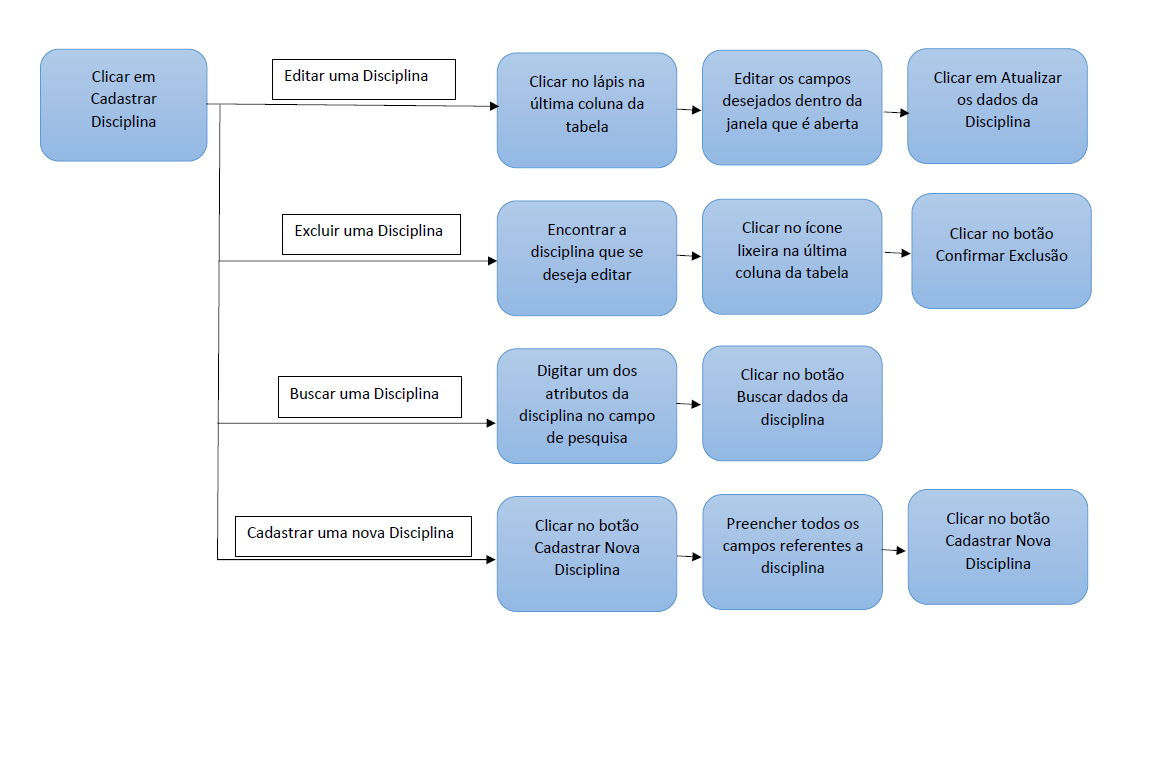 Clicar em
Cadastrar
Disciplina
Editar uma Disciplina
Clicar no lápis na
última coluna da
tabela
Editar os campos
desejados dentro da
janela que é aberta
Clicar em Atualizar
os dados da
Disciplina
Excluir uma Disciplina
Encontrar a
disciplina que se
deseja editar
Clicar no ícone
lixeira na última
coluna da tabela
Clicar no botão
Confirmar Exclusão
Buscar uma Disciplina
Digitar um dos
atributos da
disciplina no campo
de pesquisa
Clicar no botão
Buscar dados da
disciplina
Cadastrar uma nova Disciplina
Clicar no botão
Cadastrar Nova
Disciplina
Preencher todos os
campos referentes a
disciplina
Clicar no botão
Cadastrar Nova
Disciplina